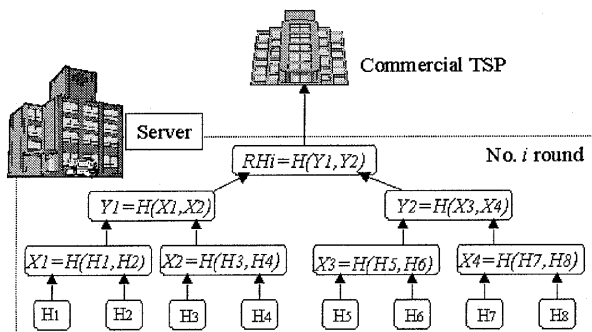 Commercial TSP
Server
No. i round
RHi=H(Y1,Y2)
Y1=H(X1,X2)
Y2=H(X3,X4)
X1=H(H1,H2)
X2=H(H3,H4)
X3=H(H5,H6)
X4=H(H7,H8)
H1
H2
H3
H4
H5
H6
H7
H8